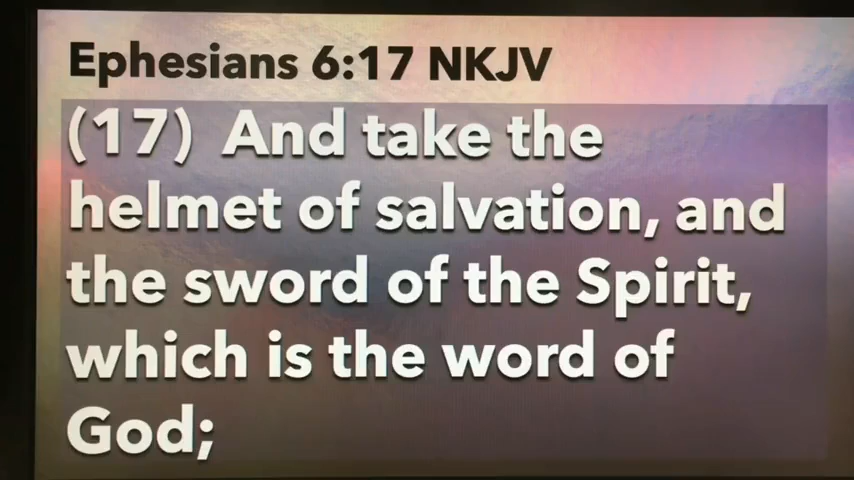 Ephesians 6:17 NKJV
(17) And take the
helmet of salvation, and
the sword of the Spirit,
which is the word of
God;